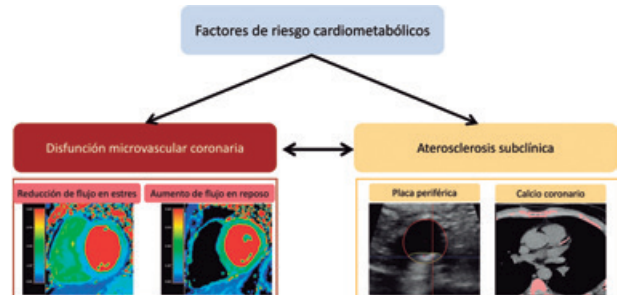 Factores de riesgo cardiometabólicos
Disfunción microvascular coronaria
Aterosclerosis subclínica
Reducción de flujo en estres
Aumento de flujo en reposo
Placa periférica
Calcio coronario